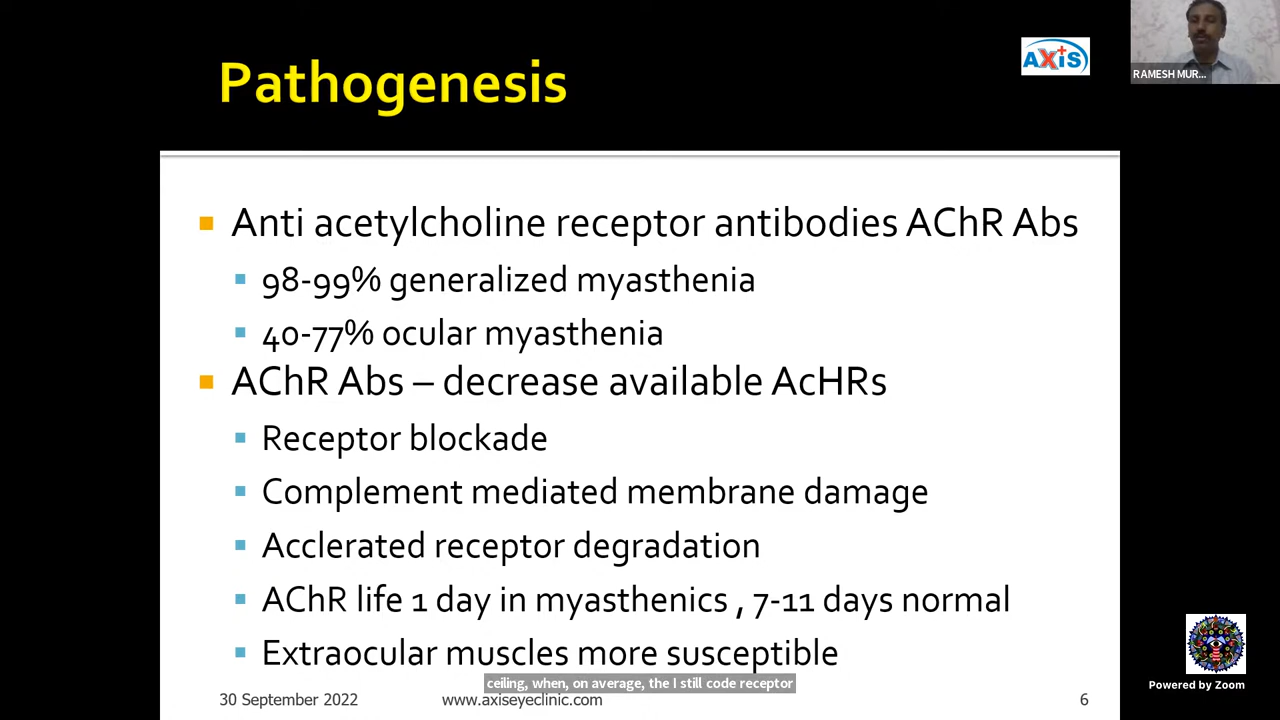 Pathogenesis
AXiS
RAMESH MUR...
Anti acetylcholine receptor antibodies AChR Abs
98-99% generalized myasthenia
40-77% ocular myasthenia
AChR Abs – decrease available AcHRs
Receptor blockade
Complement mediated membrane damage
Acclerated receptor degradation
AChR life 1 day in myasthenics , 7-11 days normal
Extraocular muscles more susceptible
ceiling, when, on average, the I still code receptor
30 September 2022
www.axiseyeclinic.com
6
Powered by Zoom